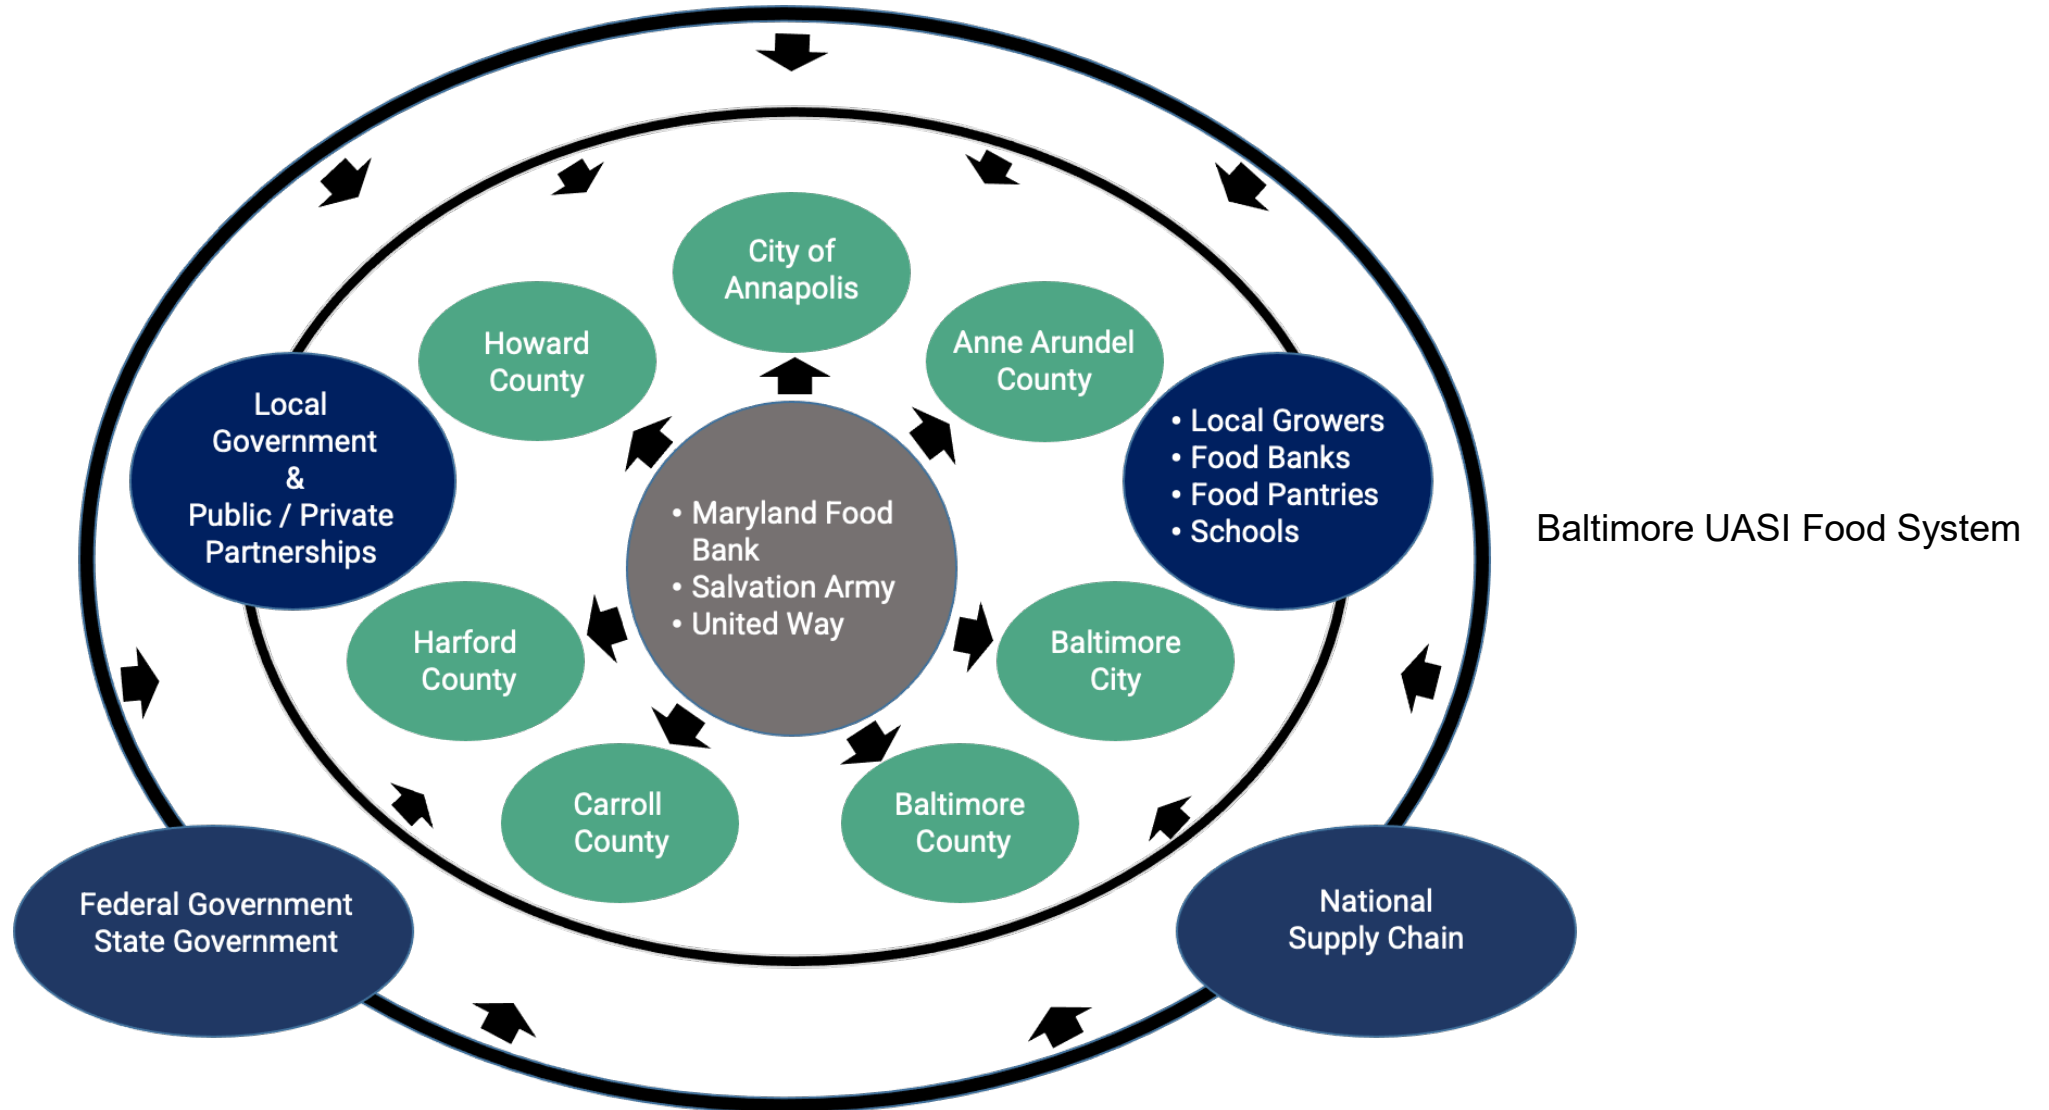 City of
Annapolis
Howard
County
Anne Arundel
County
Local
Government
&
Public / Private
Partnerships
• Local Growers
• Food Banks
• Food Pantries
• Schools
• Maryland Food
Bank
• Salvation Army
• United Way
Baltimore UASI Food System
Harford
County
Baltimore
City
Carroll
County
Baltimore
County
Federal Government
State Government
National
Supply Chain